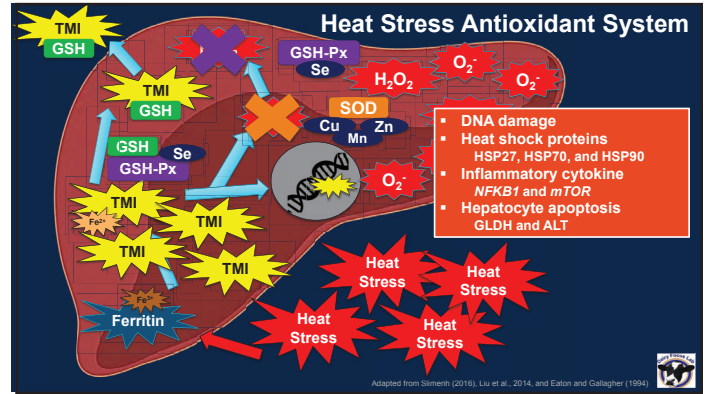 Heat Stress Antioxidant System
TMI
GSH
GSH-Px
Se
H₂O₂
O₂⁻
O₂⁻
TMI
GSH
SOD
Cu
Mn
Zn
GSH
Se
GSH-Px
O₂⁻
▪ DNA damage
▪ Heat shock proteins
HSP27, HSP70, and HSP90
▪ Inflammatory cytokine
NFKB1 and mTOR
▪ Hepatocyte apoptosis
GLDH and ALT
TMI
Fe²⁺
TMI
TMI
TMI
Fe³⁺
Ferritin
Heat
Stress
Heat
Stress
Heat
Stress
Heat
Stress
Adapted from Slimenh (2016), Liu et al., 2014, and Eaton and Gallagher (1994)
Dairy Focus Lab